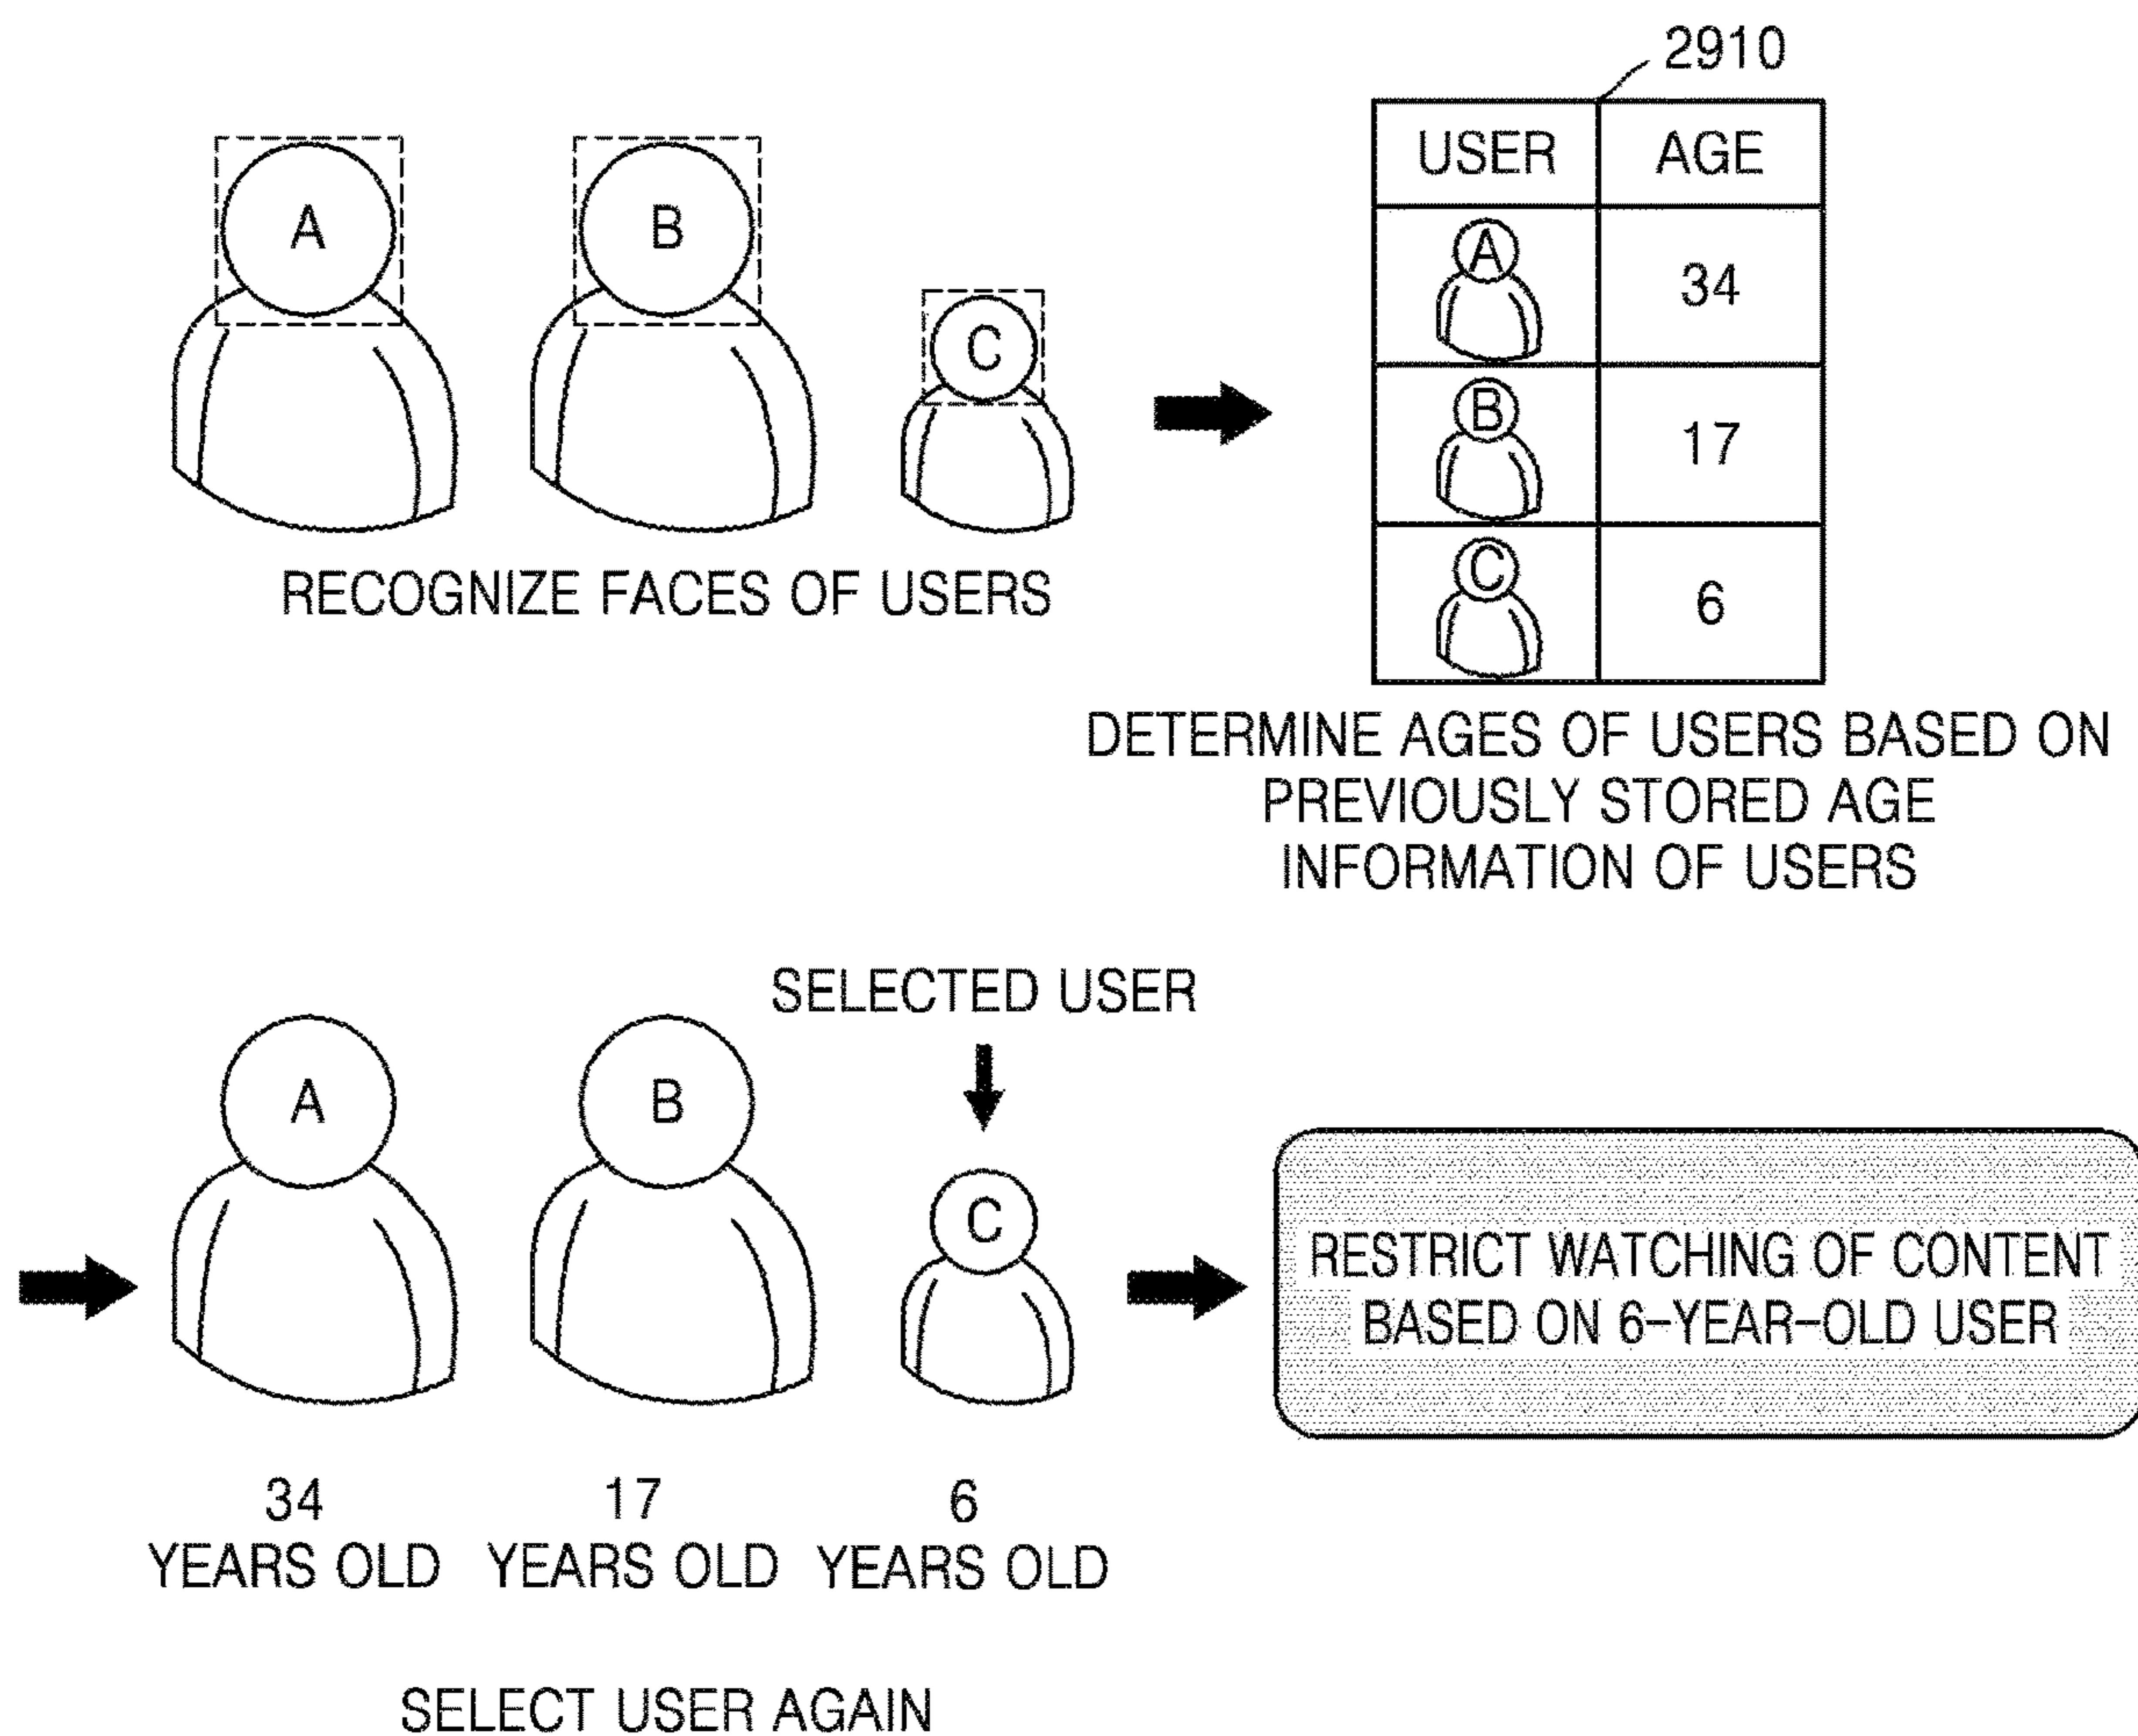 2910
A
B
C
USER AGE
A 34
B 17
C 6
RECOGNIZE FACES OF USERS
DETERMINE AGES OF USERS BASED ON
PREVIOUSLY STORED AGE
INFORMATION OF USERS
SELECTED USER
A
B
C
RESTRICT WATCHING OF CONTENT
BASED ON 6-YEAR-OLD USER
34
YEARS OLD
17
YEARS OLD
6
YEARS OLD
SELECT USER AGAIN